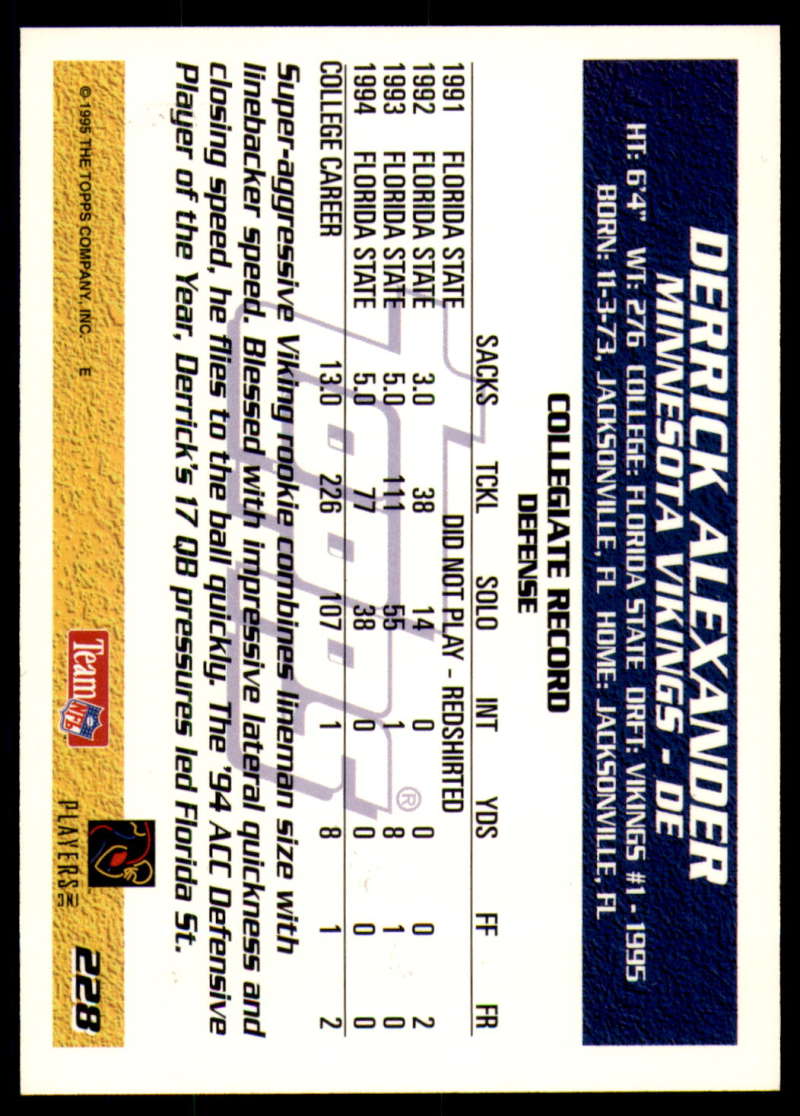 DERRICK ALEXANDER
MINNESOTA VIKINGS - DE
HT: 6'4" WT: 276 COLLEGE: FLORIDA STATE DRFT: VIKINGS #1 - 1995
BORN: 11-3-73, JACKSONVILLE, FL HOME: JACKSONVILLE, FL
COLLEGIATE RECORD
DEFENSE
SACKS TCKL SOLO INT YDS FF FR
1991 FLORIDA STATE DID NOT PLAY - REDSHIRTED
1992 FLORIDA STATE 3.0 38 14 0 0 0 2
1993 FLORIDA STATE 5.0 111 55 1 8 1 0
1994 FLORIDA STATE 5.0 77 38 0 0 0 0
COLLEGE CAREER 13.0 226 107 1 8 1 2
Topps®
Super-aggressive Viking rookie combines lineman size with
linebacker speed. Blessed with impressive lateral quickness and
closing speed, he flies to the ball quickly. The '94 ACC Defensive
Player of the Year, Derrick's 17 QB pressures led Florida St.
© 1995 THE TOPPS COMPANY, INC. E
Team NFL
PLAYERS INC
228